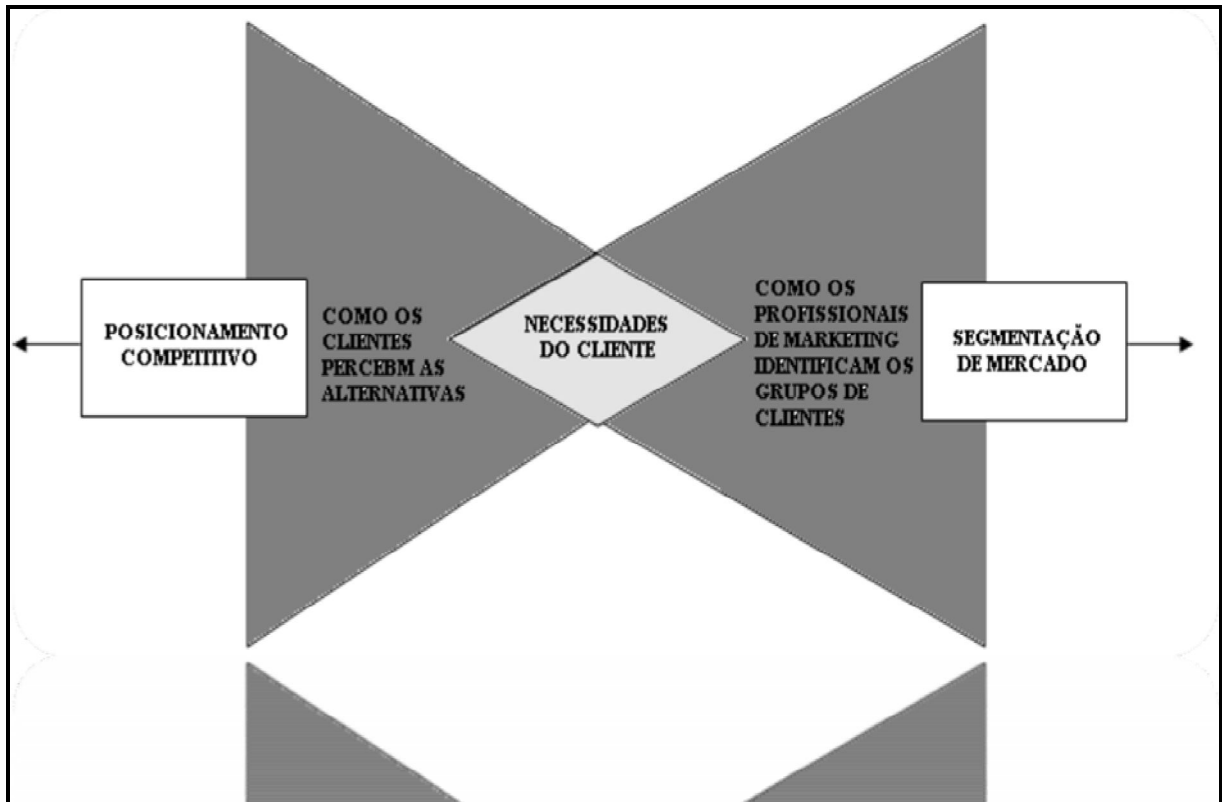 POSICIONAMENTO
COMPETITIVO
COMO OS
CLIENTES
PERCEBM AS
ALTERNATIVAS
NECESSIDADES
DO CLIENTE
COMO OS
PROFISSIONAIS
DE MARKETING
IDENTIFICAM OS
GRUPOS DE
CLIENTES
SEGMENTAÇÃO
DE MERCADO